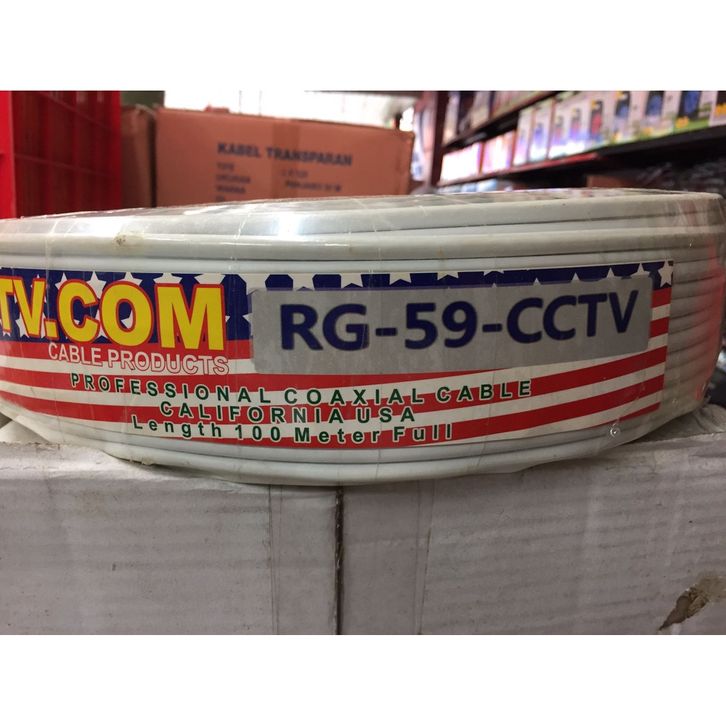 KABEL TRANSPARAN
TV.COM
CABLE PRODUCTS
RG-59-CCTV
PROFESSIONAL COAXIAL CABLE
CALIFORNIA USA
Length 100 Meter Full